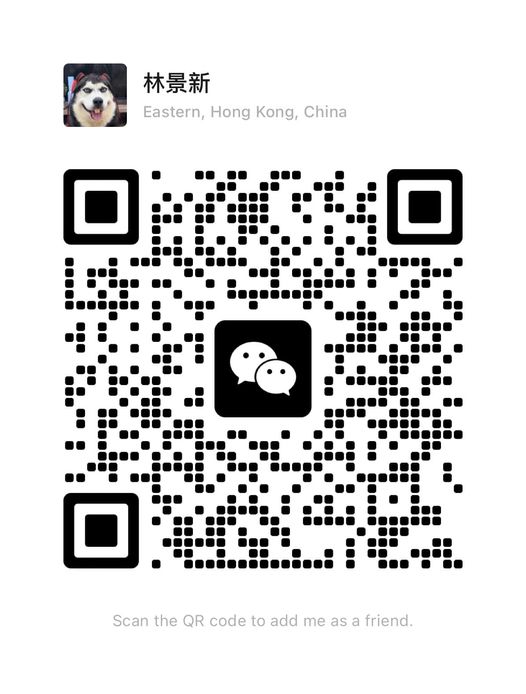 林景新
Eastern, Hong Kong, China
Scan the QR code to add me as a friend.